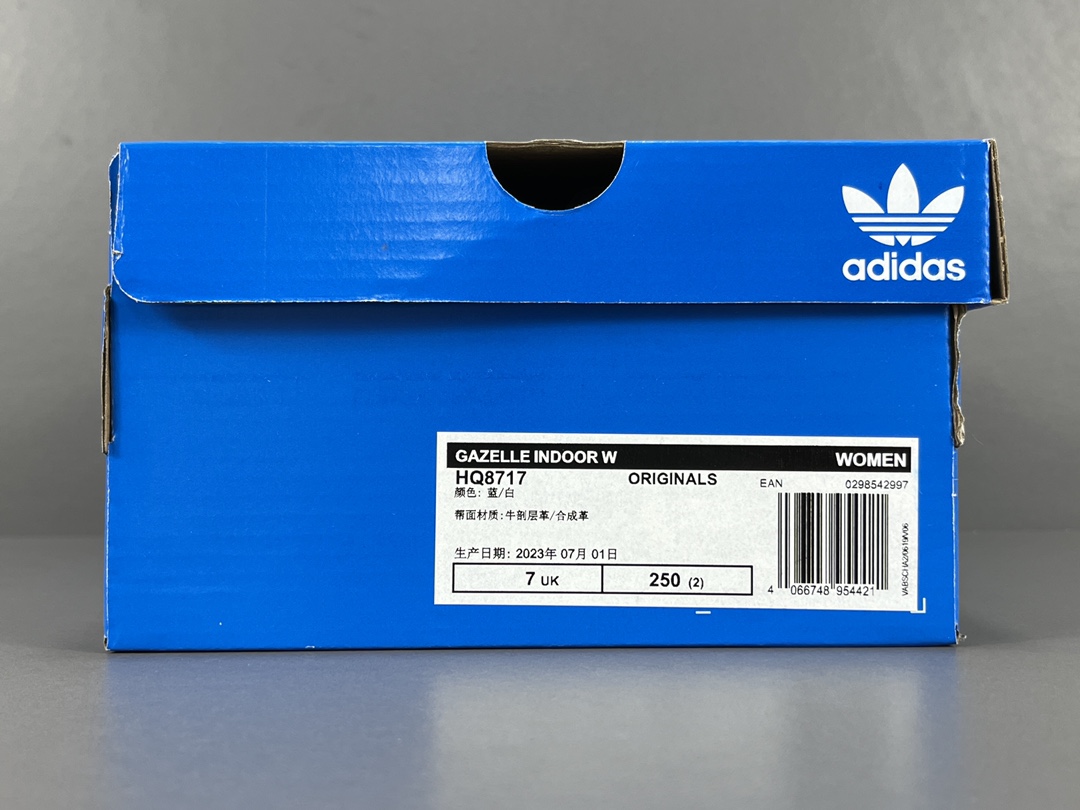 adidas
GAZELLE INDOOR W WOMEN
HQ8717 ORIGINALS EAN 0298542997
颜色: 蓝/白
帮面材质:牛剖层革/合成革
生产日期: 2023年 07月 01日
7 UK 250 (2)
4 066748 954421